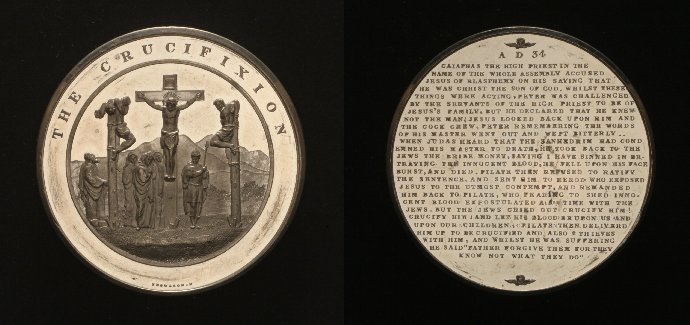 THE CRUCIFIXION
A D 34
CAIAPHAS THE HIGH PRIEST IN THE
NAME OF THE WHOLE ASSEMBLY ACCUSED
JESUS OF BLASPHEMY ON HIS SAYING THAT
HE WAS CHRIST THE SON OF GOD, WHILST THESE
THINGS WERE ACTING, PETER WAS CHALLENGED
BY THE SERVANTS OF THE HIGH PRIEST TO BE OF
JESUS'S FAMILY, BUT HE DECLARED THAT HE KNEW
NOT THE MAN; JESUS LOOKED BACK UPON HIM AND
THE COCK CREW, PETER REMEMBERING THE WORDS
OF HIS MASTER WENT OUT AND WEPT BITTERLY..
WHEN JUDAS HEARD THAT THE SANHEDRIM HAD COND
EMNED HIS MASTER TO DEATH, HE TOOK BACK TO THE
JEWS THE BRIBE MONEY, SAYING I HAVE SINNED IN BE-
TRAYING THE INNOCENT BLOOD, HE FELL UPON HIS FACE
BURST, AND DIED. PILATE THEN REFUSED TO RATIFY
THE SENTENCE, AND SENT HIM TO HEROD WHO EXPOSED
JESUS TO THE UTMOST CONTEMPT, AND REMANDED
HIM BACK TO PILATE, WHO FEARING TO SHED INNO-
CENT BLOOD EXPOSTULATED A TIME WITH THE
JEWS, BUT THE JEWS CRIED OUT CRUCIFY HIM!
CRUCIFY HIM! AND LET HIS BLOOD BE UPON US AND
UPON OUR CHILDREN; PILATE THEN DELIVERD
HIM UP TO BE CRUCIFIED AND ALSO 2 THIEVES
WITH HIM, AND WHILST HE WAS SUFFERING
HE SAID "FATHER FORGIVE THEM FOR THEY
KNOW NOT WHAT THEY DO"